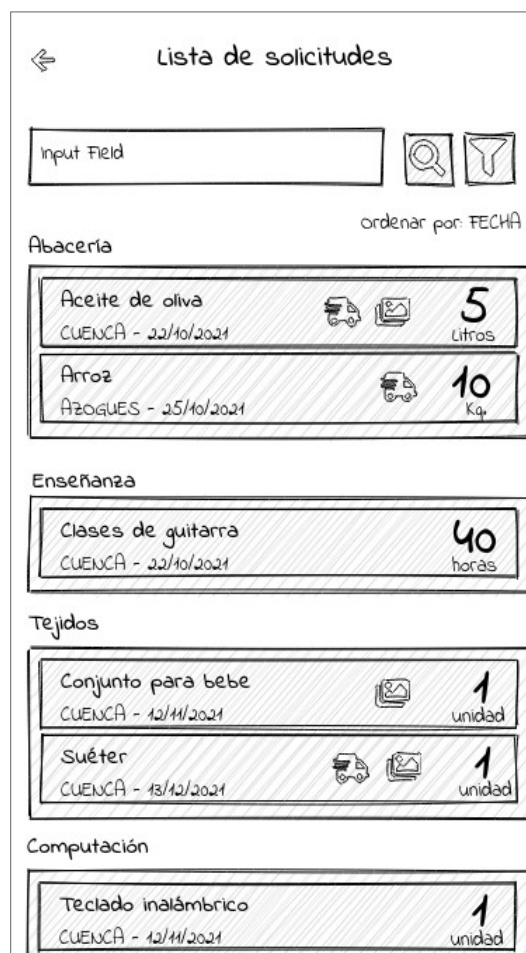 Lista de solicitudes
Input Field
Ordenar por: FECHA
Abacería
Aceite de oliva
CUENCA - 22/10/2021
5
Litros
Arroz
AZOGUES - 25/10/2021
10
Kg.
Enseñanza
Clases de guitarra
CUENCA - 22/10/2021
40
horas
Tejidos
Conjunto para bebe
CUENCA - 12/11/2021
1
unidad
Suéter
CUENCA - 13/12/2021
1
unidad
Computación
Teclado inalámbrico
CUENCA - 12/11/2021
1
unidad